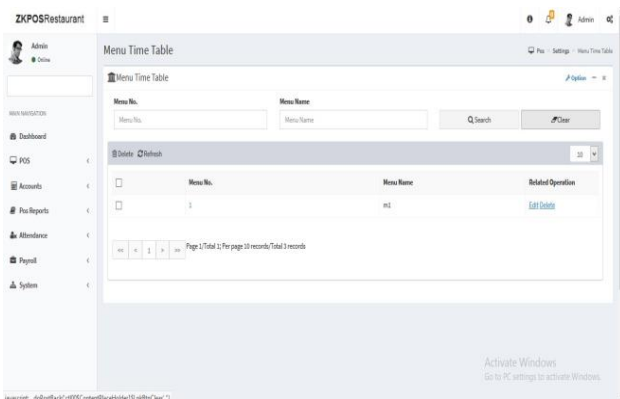 ZKPOSRestaurant
Admin
Admin
Online
Menu Time Table
Pos - Settings - Menu Time Table
Menu Time Table
Option
Menu No.
Menu Name
Menu No.
Menu Name
Search
Clear
MAIN NAVIGATION
Dashboard
POS
Accounts
Pos Reports
Attendance
Payroll
System
Delete Refresh
10
Menu No.
Menu Name
Related Operation
1
m1
Edit Delete
<< < 1 > >> Page 1/Total 1; Per page 10 records/Total 3 records
Activate Windows
Go to PC settings to activate Windows.